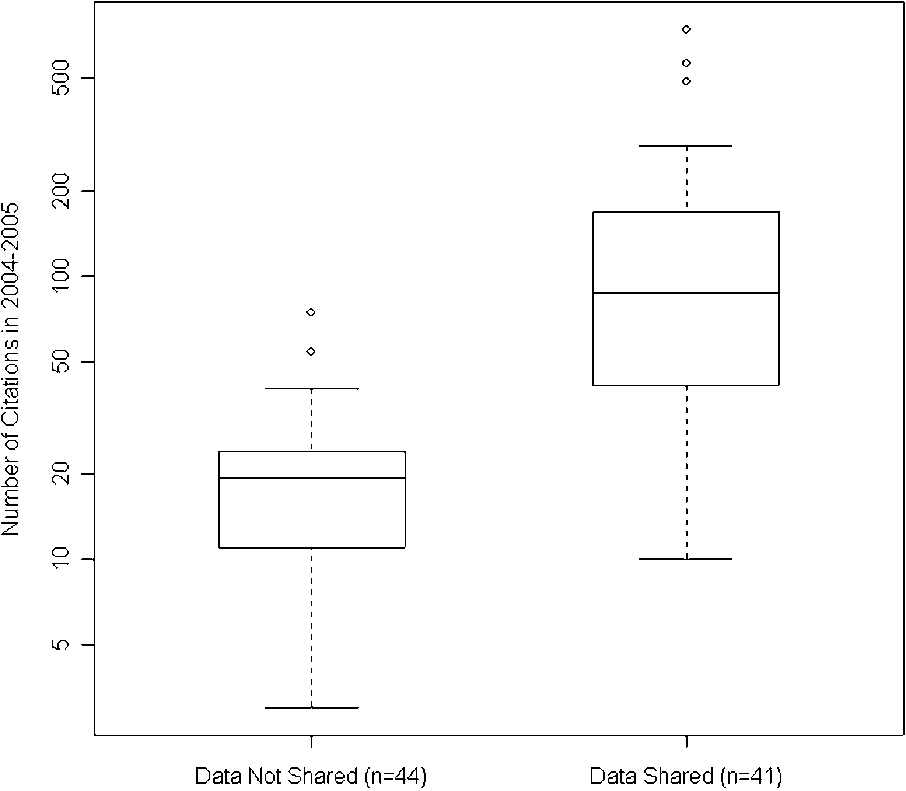 Number of Citations in 2004-2005
500
200
100
50
20
10
5
Data Not Shared (n=44)
Data Shared (n=41)